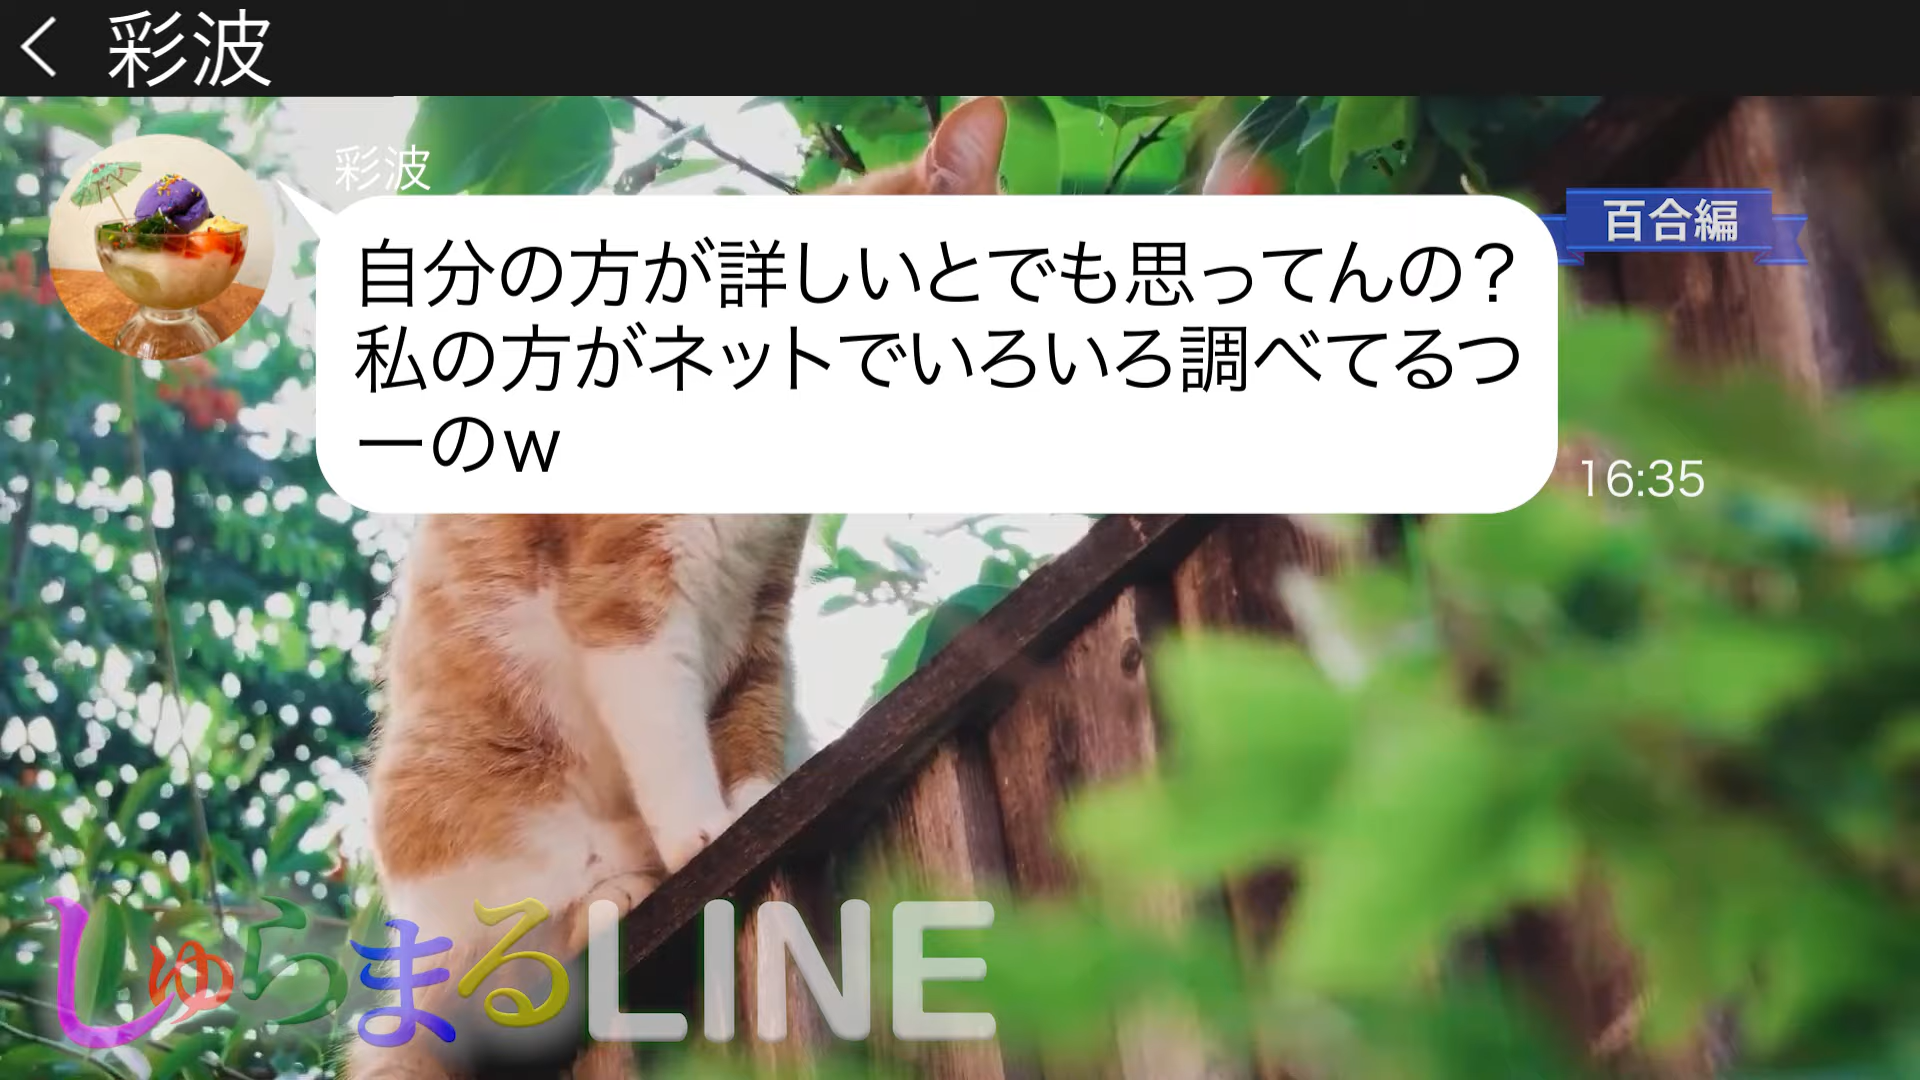 彩波
彩波
百合編
自分の方が詳しいとでも思ってんの？
私の方がネットでいろいろ調べてるつ
ーのw
16:35
しゅらまるLINE